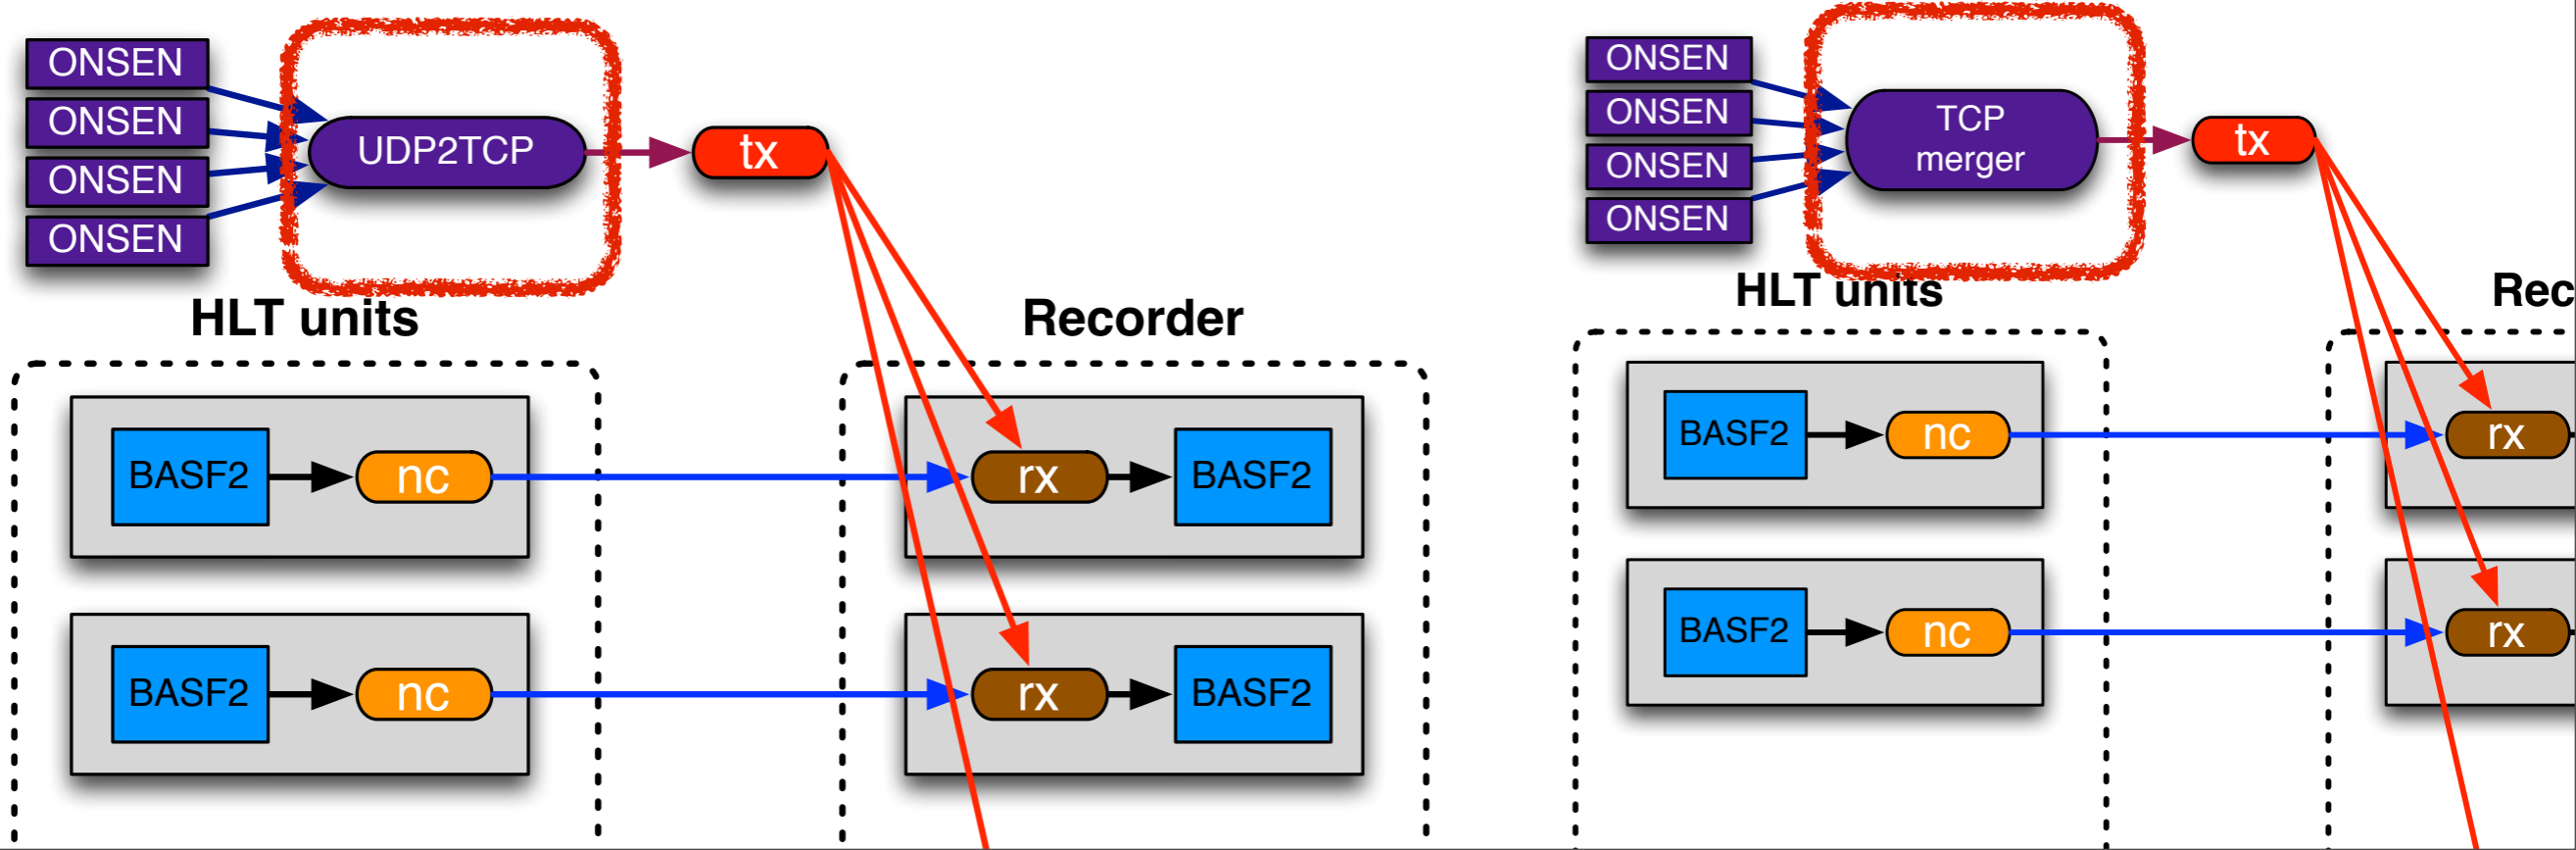 ONSEN
ONSEN
ONSEN
ONSEN
UDP2TCP
tx
HLT units
Recorder
BASF2
nc
rx
BASF2
BASF2
nc
rx
BASF2
ONSEN
ONSEN
ONSEN
ONSEN
TCP
merger
tx
HLT units
Rec
BASF2
nc
rx
BASF2
nc
rx